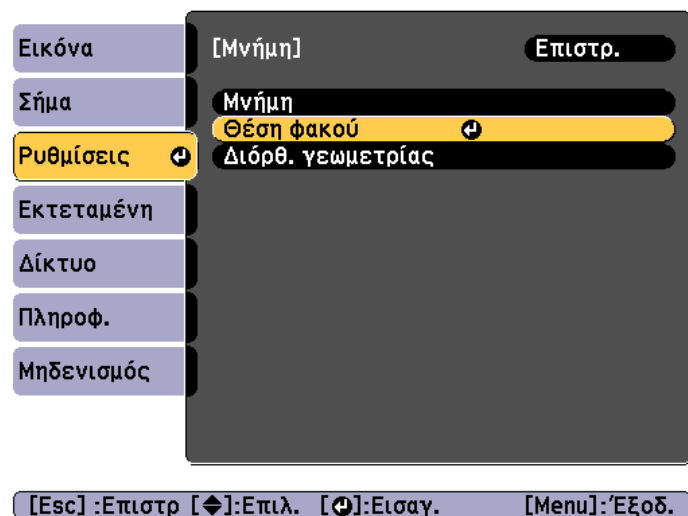 Εικόνα
Σήμα
Ρυθμίσεις
Εκτεταμένη
Δίκτυο
Πληροφ.
Μηδενισμός
[Μνήμη] Επιστρ.
Μνήμη
Θέση φακού
Διόρθ. γεωμετρίας
[Esc] :Επιστρ [◆]:Επιλ. [⏎]:Εισαγ. [Menu]:Έξοδ.